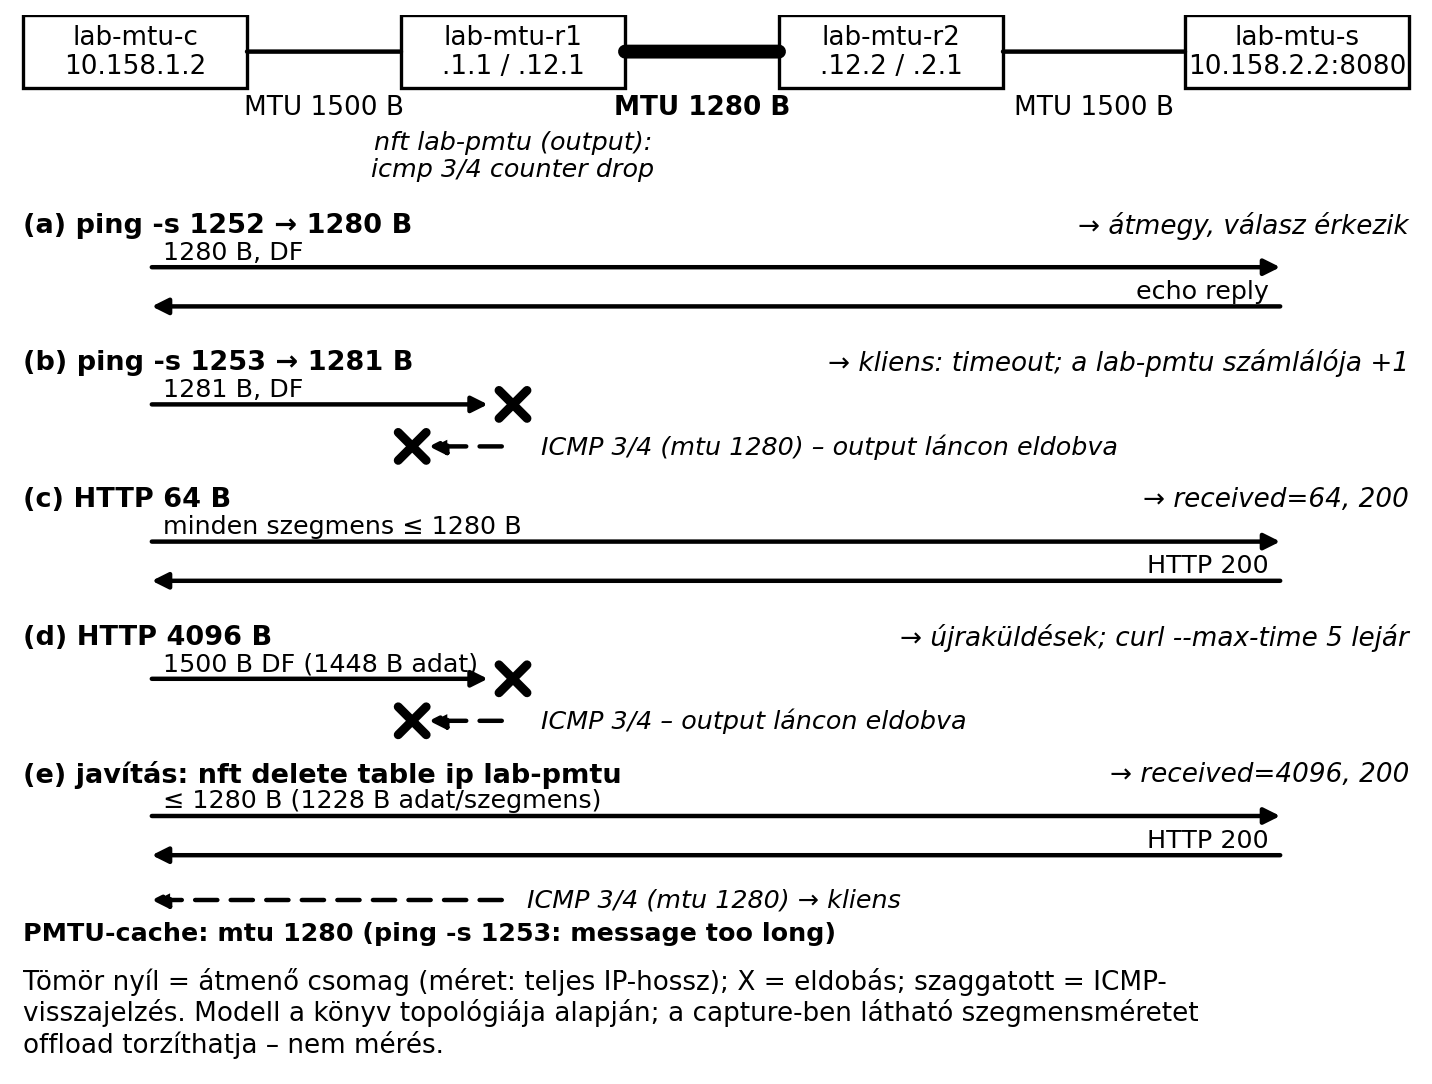 lab-mtu-c
10.158.1.2
lab-mtu-r1
.1.1 / .12.1
lab-mtu-r2
.12.2 / .2.1
lab-mtu-s
10.158.2.2:8080
MTU 1500 B
MTU 1280 B
MTU 1500 B
nft lab-pmtu (output):
icmp 3/4 counter drop
(a) ping -s 1252 → 1280 B
→ átmegy, válasz érkezik
1280 B, DF
echo reply
(b) ping -s 1253 → 1281 B
→ kliens: timeout; a lab-pmtu számlálója +1
1281 B, DF
ICMP 3/4 (mtu 1280) – output láncon eldobva
(c) HTTP 64 B
→ received=64, 200
minden szegmens ≤ 1280 B
HTTP 200
(d) HTTP 4096 B
→ újraküldések; curl --max-time 5 lejár
1500 B DF (1448 B adat)
ICMP 3/4 – output láncon eldobva
(e) javítás: nft delete table ip lab-pmtu
→ received=4096, 200
≤ 1280 B (1228 B adat/szegmens)
HTTP 200
ICMP 3/4 (mtu 1280) → kliens
PMTU-cache: mtu 1280 (ping -s 1253: message too long)
Tömör nyíl = átmenő csomag (méret: teljes IP-hossz); X = eldobás; szaggatott = ICMP-
visszajelzés. Modell a könyv topológiája alapján; a capture-ben látható szegmensméretet
offload torzíthatja – nem mérés.